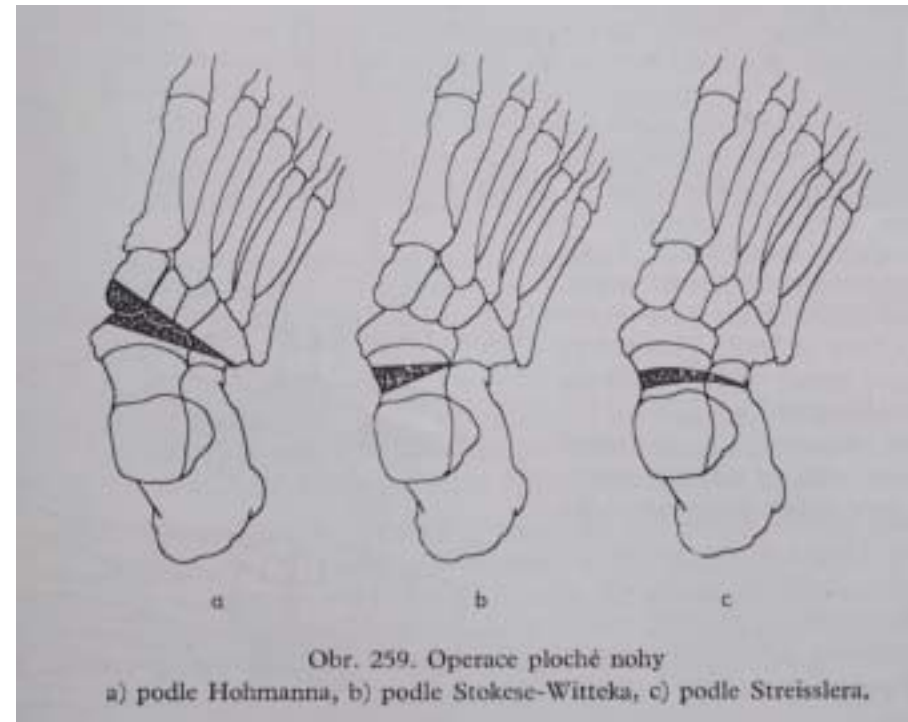 a b c
Obr. 259. Operace ploché nohy
a) podle Hohmanna, b) podle Stokese-Witteka, c) podle Streisslera.